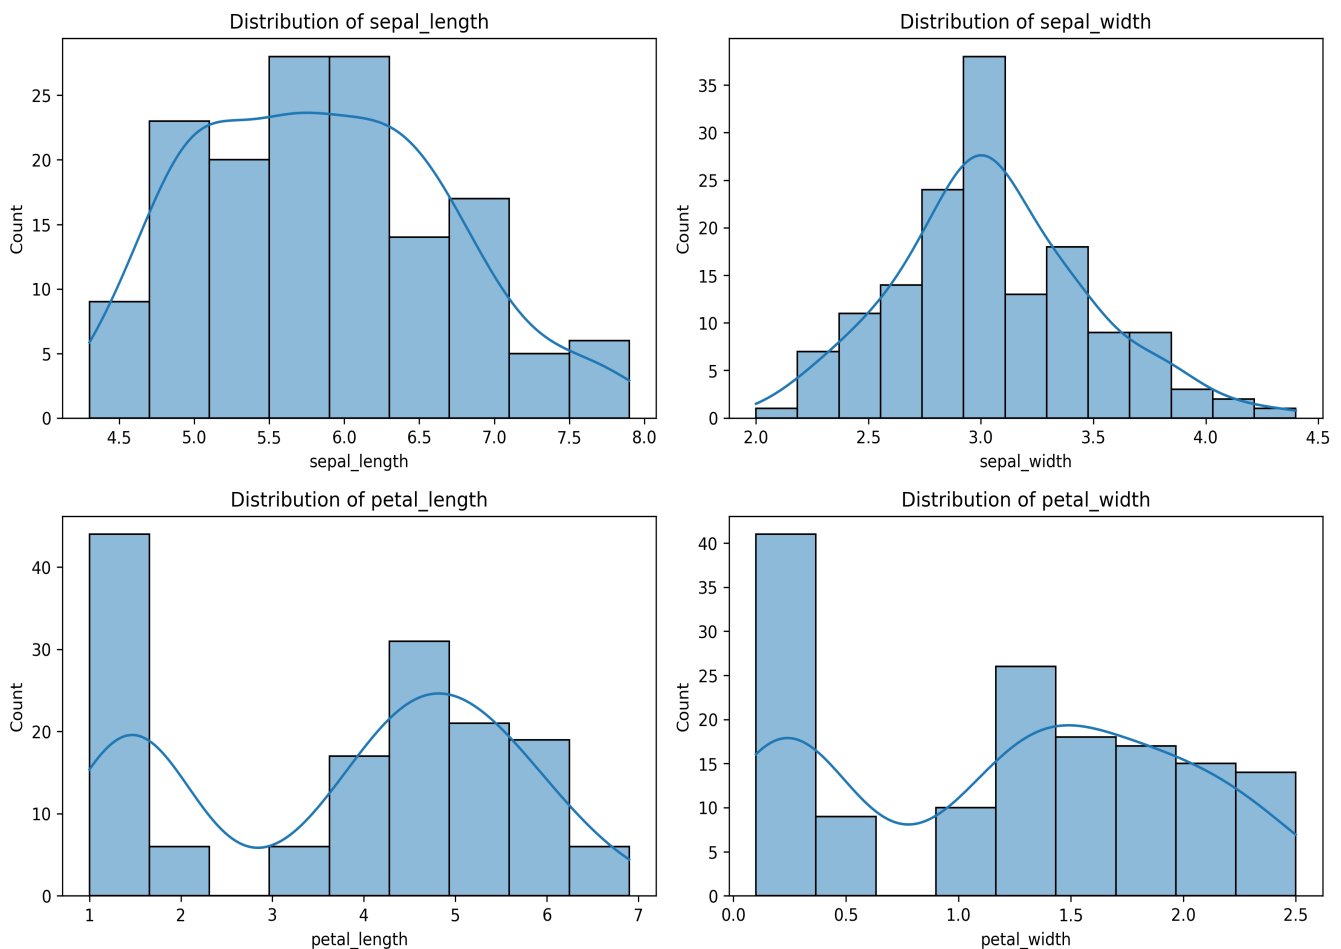 Distribution of sepal_length
Count
25
20
15
10
5
0
4.5 5.0 5.5 6.0 6.5 7.0 7.5 8.0
sepal_length
Distribution of sepal_width
Count
35
30
25
20
15
10
5
0
2.0 2.5 3.0 3.5 4.0 4.5
sepal_width
Distribution of petal_length
Count
40
30
20
10
0
1 2 3 4 5 6 7
petal_length
Distribution of petal_width
Count
40
35
30
25
20
15
10
5
0
0.0 0.5 1.0 1.5 2.0 2.5
petal_width